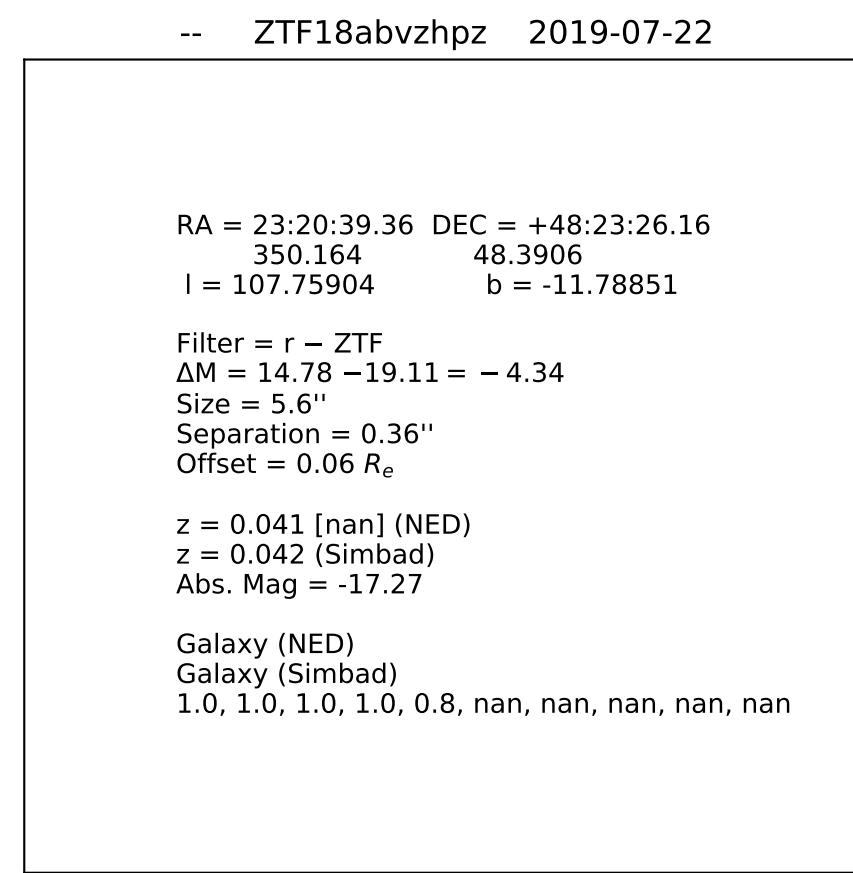 -- ZTF18abvzhpz 2019-07-22
RA = 23:20:39.36 DEC = +48:23:26.16
350.164 48.3906
l = 107.75904 b = -11.78851
Filter = r − ZTF
ΔM = 14.78 −19.11 = − 4.34
Size = 5.6''
Separation = 0.36''
Offset = 0.06 Re
z = 0.041 [nan] (NED)
z = 0.042 (Simbad)
Abs. Mag = -17.27
Galaxy (NED)
Galaxy (Simbad)
1.0, 1.0, 1.0, 1.0, 0.8, nan, nan, nan, nan, nan